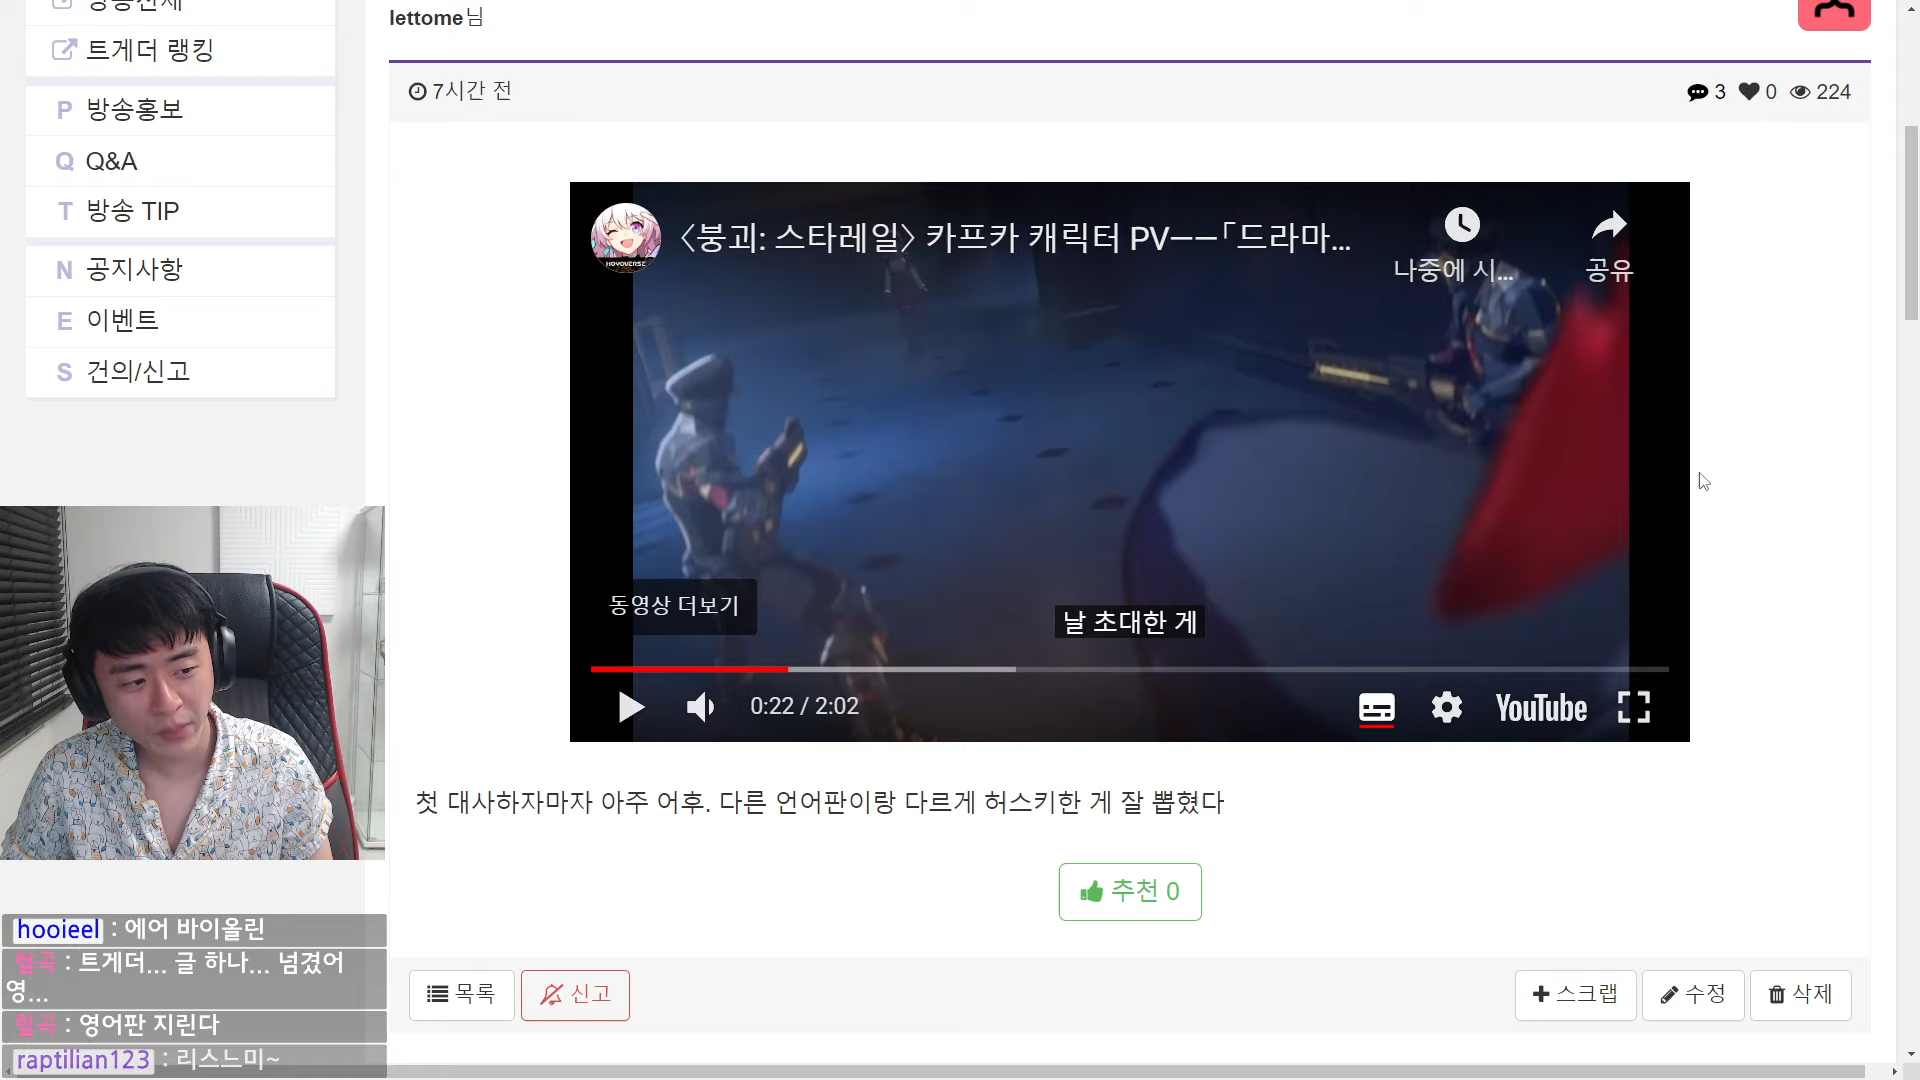 트게더 랭킹
P 방송홍보
Q Q&A
T 방송 TIP
N 공지사항
E 이벤트
S 건의/신고
lettome님
7시간 전
3 0 224
HOYOVERSE
〈붕괴: 스타레일〉 카프카 캐릭터 PV——「드라마...
나중에 시...
공유
동영상 더보기
날 초대한 게
0:22 / 2:02
YouTube
첫 대사하자마자 아주 어후. 다른 언어판이랑 다르게 허스키한 게 잘 뽑혔다
추천 0
목록
신고
스크랩
수정
삭제
hooieel : 에어 바이올린
혈곡 : 트게더... 글 하나... 넘겼어
영...
혈곡 : 영어판 지린다
raptilian123 : 리스느미~